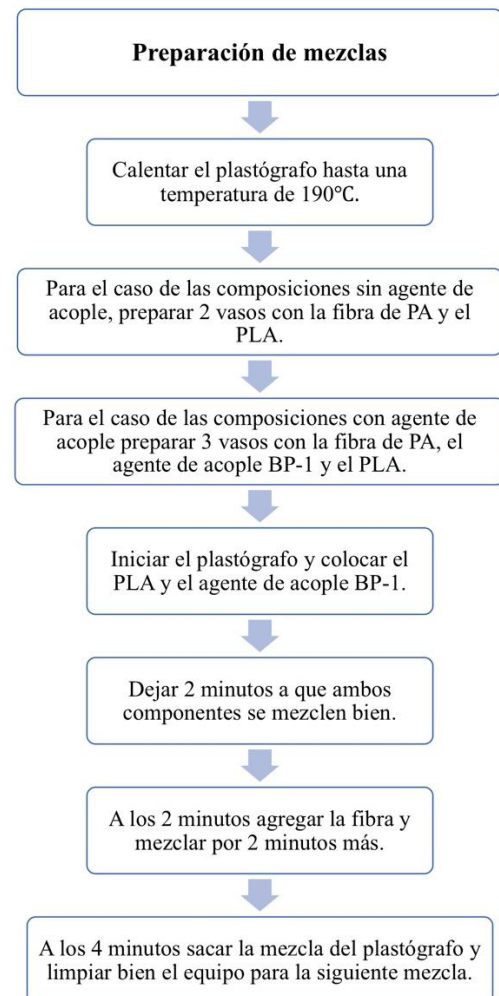 Preparación de mezclas
Calentar el plastógrafo hasta una
temperatura de 190℃.
Para el caso de las composiciones sin agente de
acople, preparar 2 vasos con la fibra de PA y el
PLA.
Para el caso de las composiciones con agente de
acople preparar 3 vasos con la fibra de PA, el
agente de acople BP-1 y el PLA.
Iniciar el plastógrafo y colocar el
PLA y el agente de acople BP-1.
Dejar 2 minutos a que ambos
componentes se mezclen bien.
A los 2 minutos agregar la fibra y
mezclar por 2 minutos más.
A los 4 minutos sacar la mezcla del plastógrafo y
limpiar bien el equipo para la siguiente mezcla.